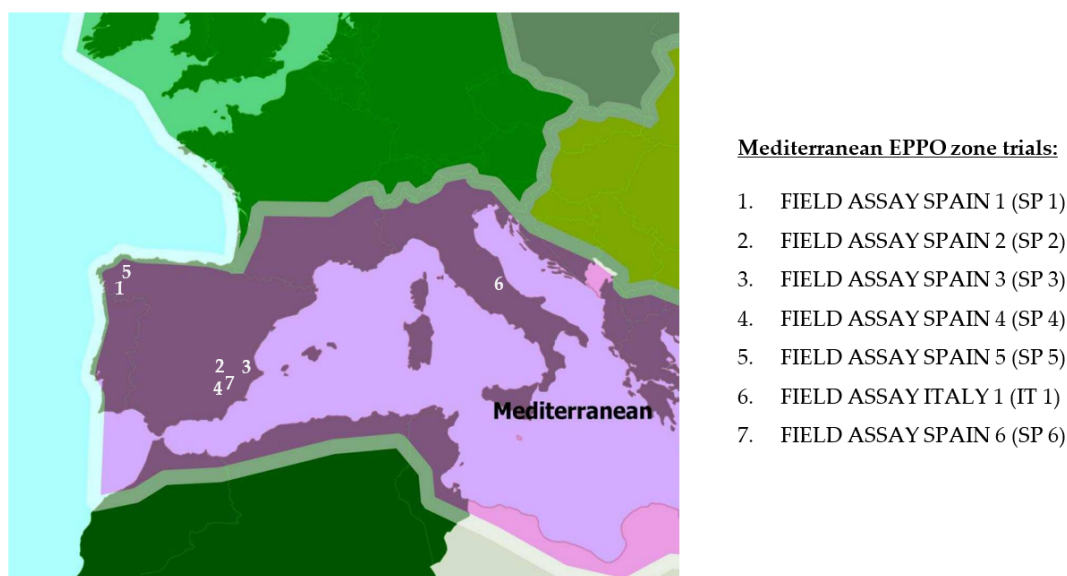 5
1
6
2 3
7
4
Mediterranean
Mediterranean EPPO zone trials:
1. FIELD ASSAY SPAIN 1 (SP 1)
2. FIELD ASSAY SPAIN 2 (SP 2)
3. FIELD ASSAY SPAIN 3 (SP 3)
4. FIELD ASSAY SPAIN 4 (SP 4)
5. FIELD ASSAY SPAIN 5 (SP 5)
6. FIELD ASSAY ITALY 1 (IT 1)
7. FIELD ASSAY SPAIN 6 (SP 6)